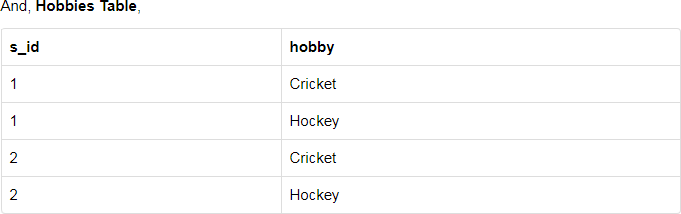 And, Hobbies Table,
s_id hobby
1 Cricket
1 Hockey
2 Cricket
2 Hockey